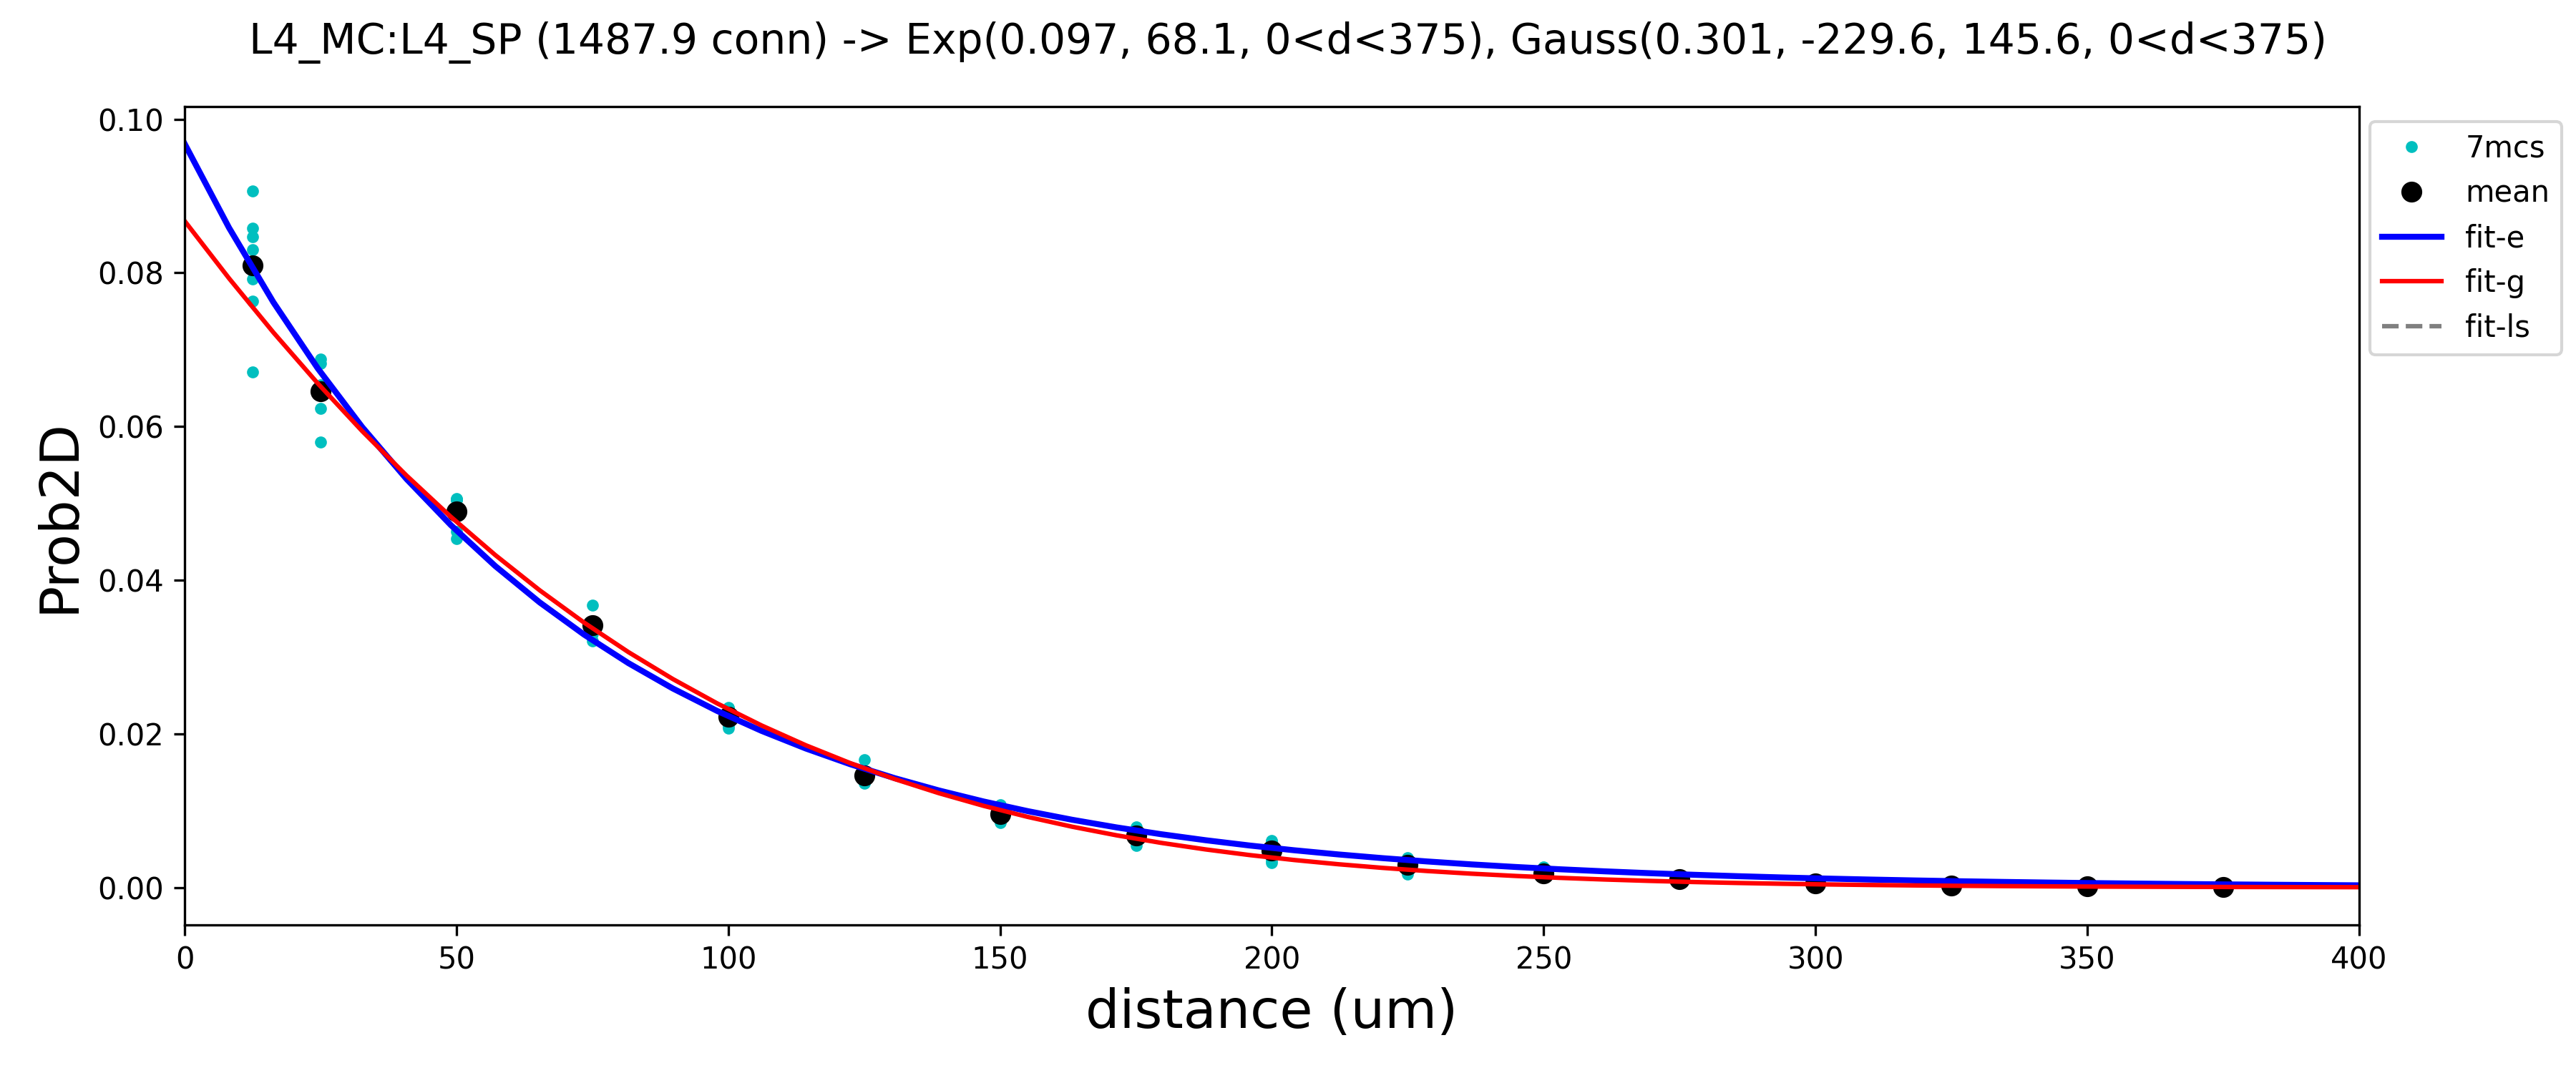 L4_MC:L4_SP (1487.9 conn) -> Exp(0.097, 68.1, 0<d<375), Gauss(0.301, -229.6, 145.6, 0<d<375)
Prob2D
0.10
0.08
0.06
0.04
0.02
0.00
0 50 100 150 200 250 300 350 400
distance (um)
7mcs
mean
fit-e
fit-g
fit-ls